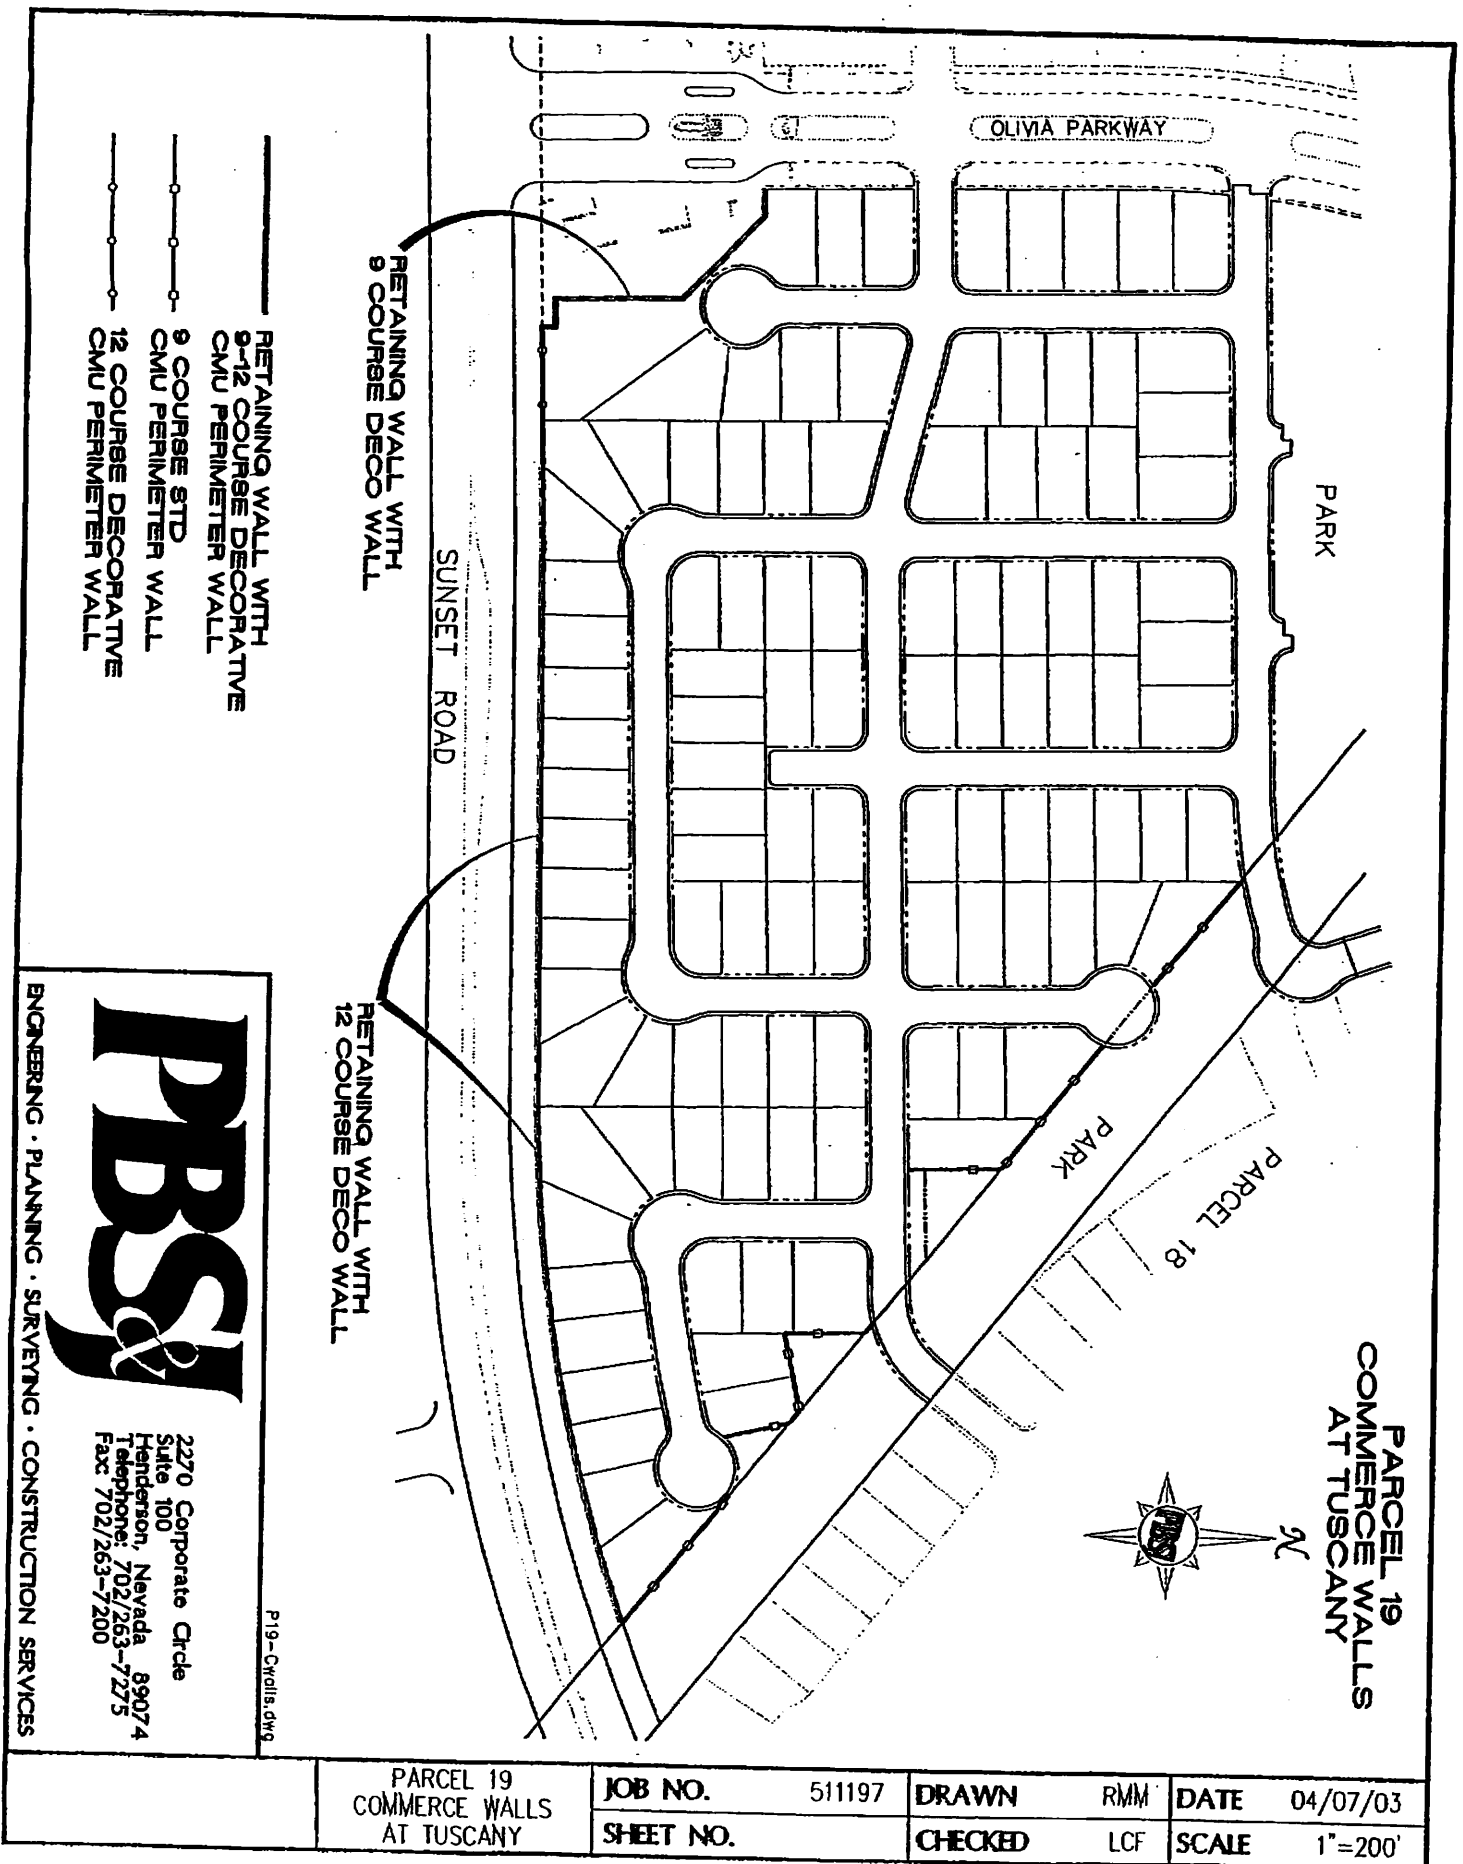 PARCEL 19
COMMERCE WALLS
AT TUSCANY
N
PBSJ
OLIVIA PARKWAY
PARK
PARK
PARCEL 18
SUNSET ROAD
RETAINING WALL WITH
9 COURSE DECO WALL
RETAINING WALL WITH
12 COURSE DECO WALL
RETAINING WALL WITH
9-12 COURSE DECORATIVE
CMU PERIMETER WALL
9 COURSE STD
CMU PERIMETER WALL
12 COURSE DECORATIVE
CMU PERIMETER WALL
P19-CWalls.dwg
PBS&J
2270 Corporate Circle
Suite 100
Henderson, Nevada 89074
Telephone: 702/263-7275
Fax: 702/263-7200
ENGINEERING · PLANNING · SURVEYING · CONSTRUCTION SERVICES
PARCEL 19
COMMERCE WALLS
AT TUSCANY
JOB NO. 511197
SHEET NO.
DRAWN RMM
CHECKED LCF
DATE 04/07/03
SCALE 1"=200'